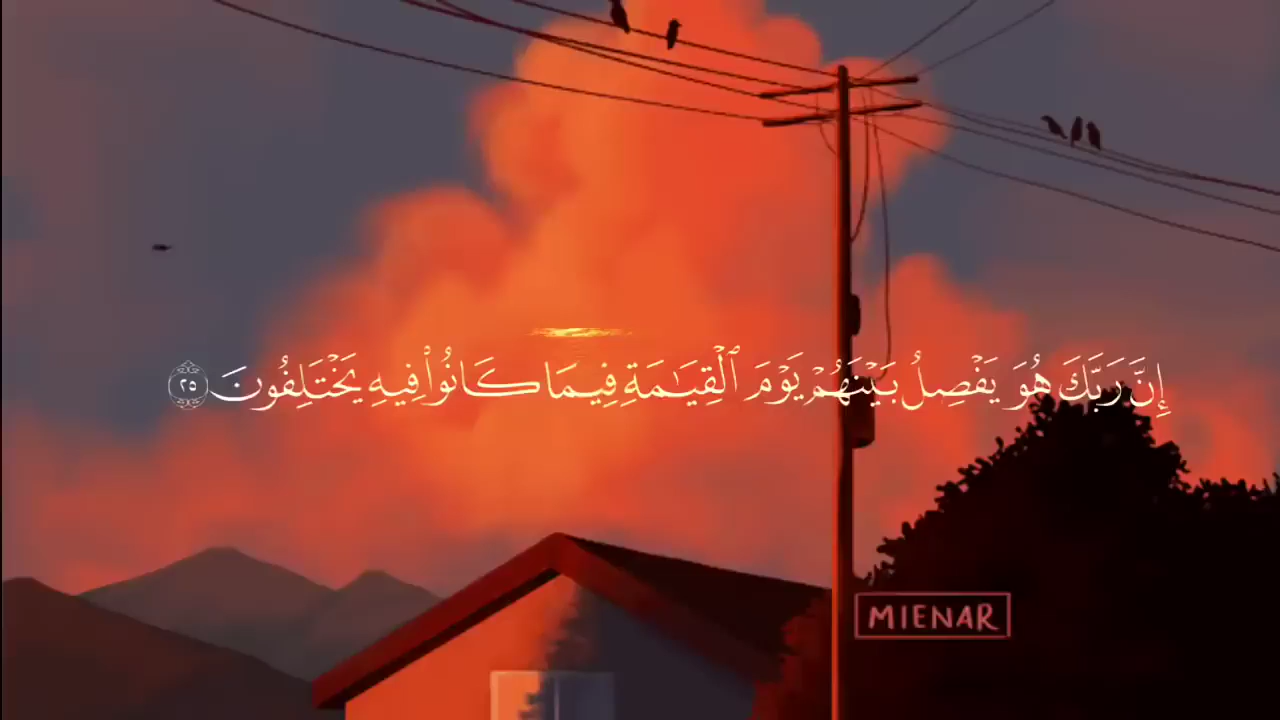 إِنَّ رَبَّكَ هُوَ يَفْصِلُ بَيْنَهُمْ يَوْمَ ٱلْقِيَـٰمَةِ فِيمَا كَانُوا۟ فِيهِ يَخْتَلِفُونَ ٢٥
MIENAR